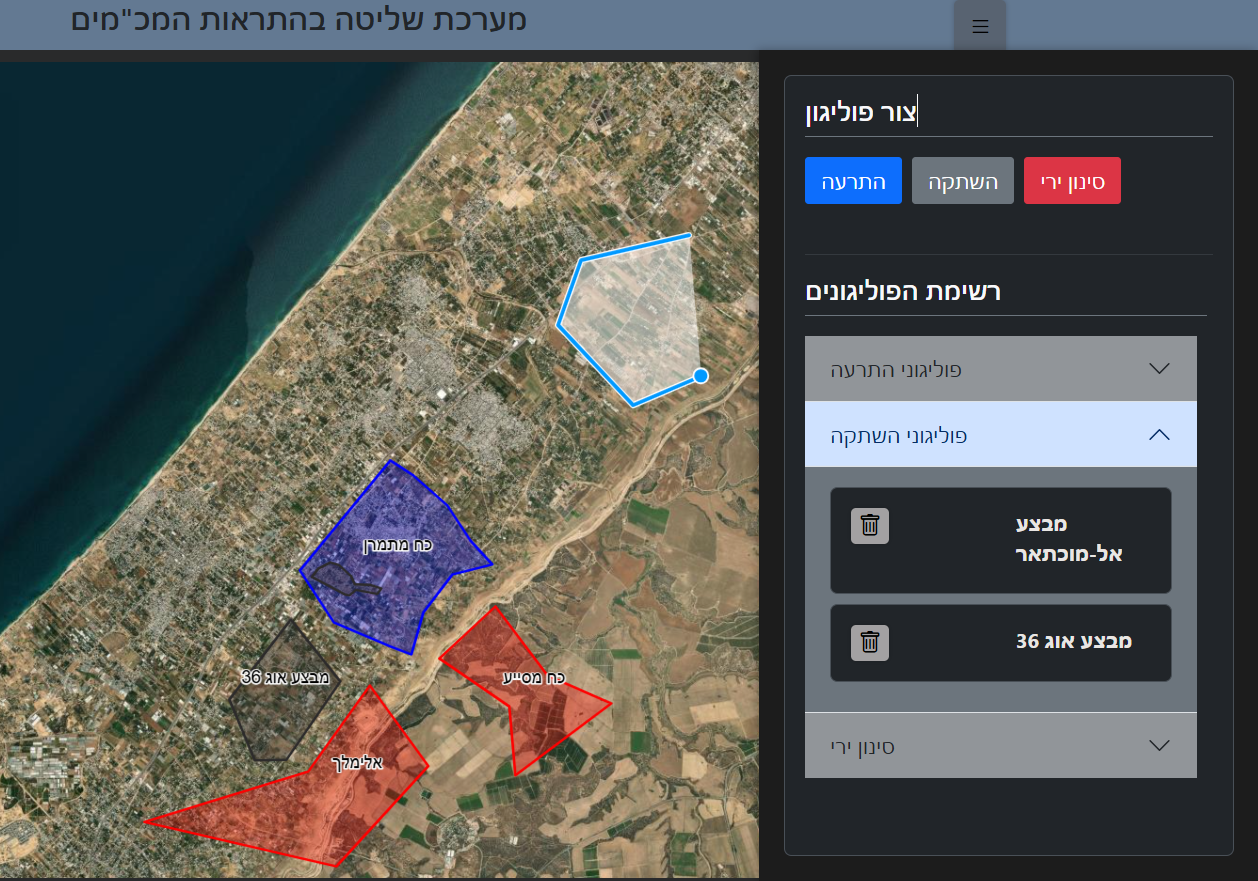 מערכת שליטה בהתראות המכ"מים
צור פוליגון
התרעה
השתקה
סינון ירי
רשימת הפוליגונים
פוליגוני התרעה
פוליגוני השתקה
מבצע
אל-מוכתאר
מבצע אוג 36
סינון ירי
כח מתמרן
מבצע אוג 36
כח מסייע
אלימלך